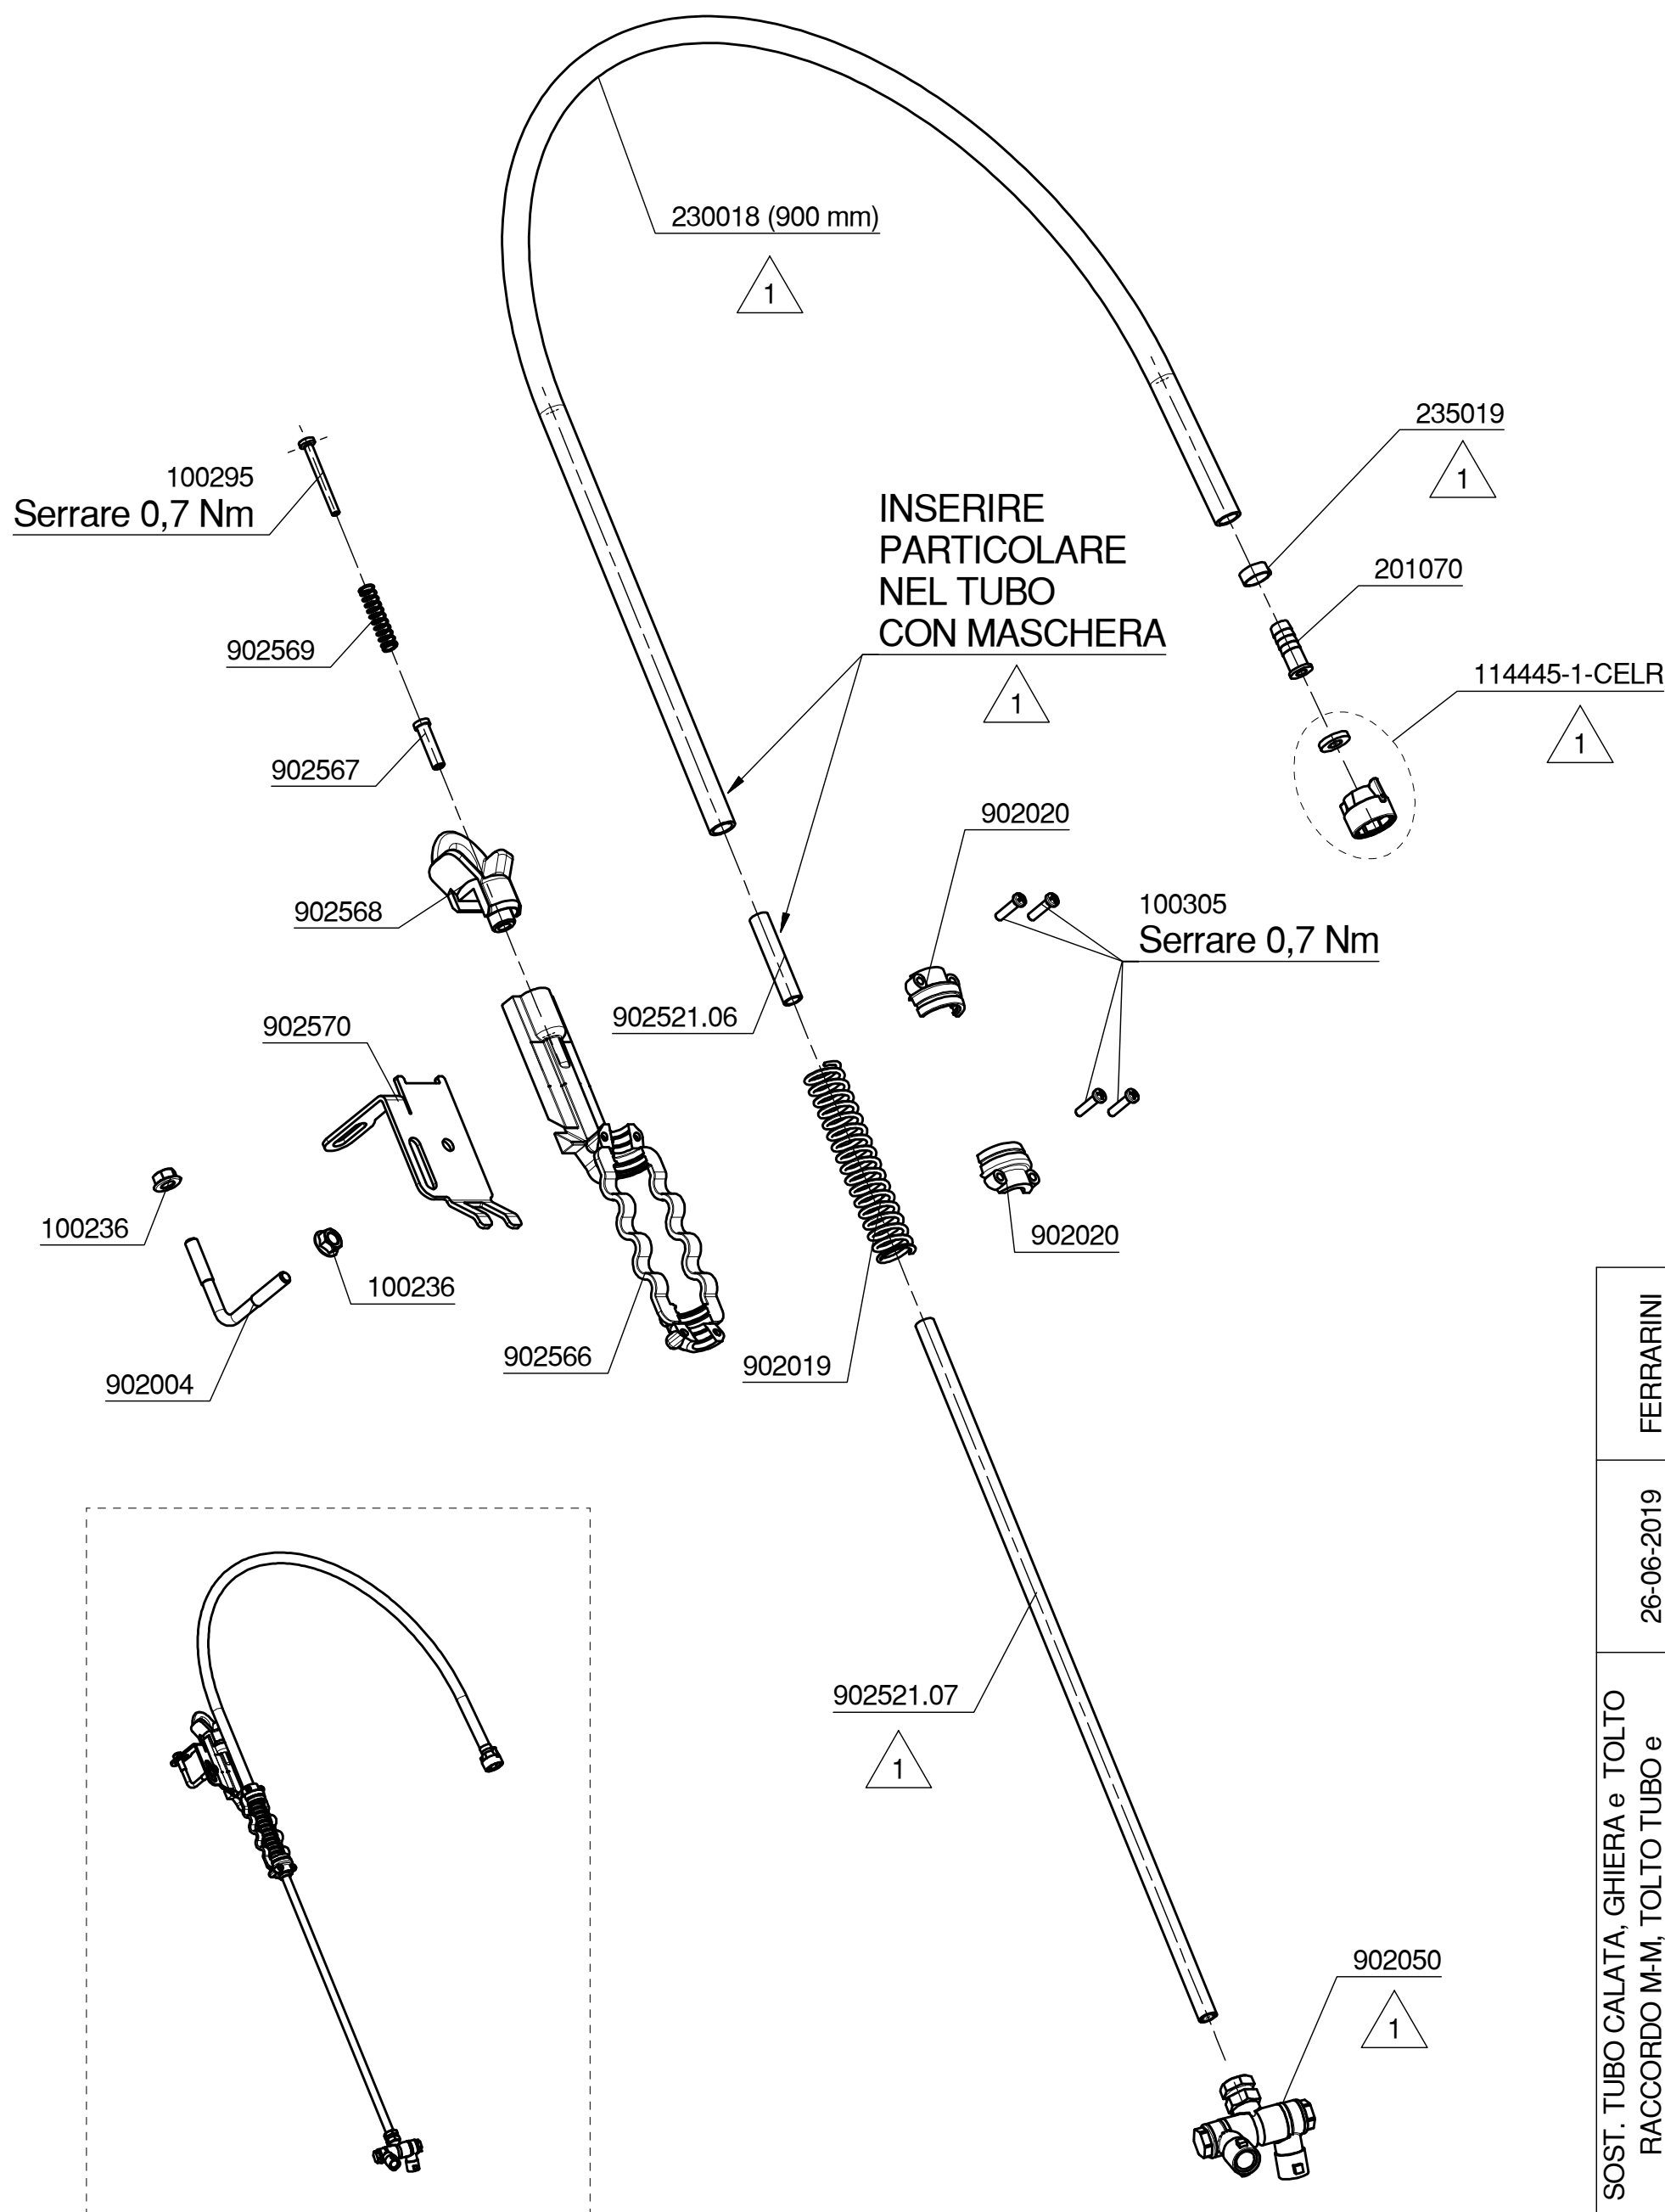 230018 (900 mm)
1
235019
1
100295
Serrare 0,7 Nm
INSERIRE
PARTICOLARE
NEL TUBO
CON MASCHERA
1
201070
902569
114445-1-CELR
1
902567
902020
902568
100305
Serrare 0,7 Nm
902521.06
902570
100236
902020
100236
902566
902019
902004
902521.07
1
902050
1
FERRARINI
26-06-2019
SOST. TUBO CALATA, GHIERA e TOLTO
RACCORDO M-M, TOLTO TUBO e